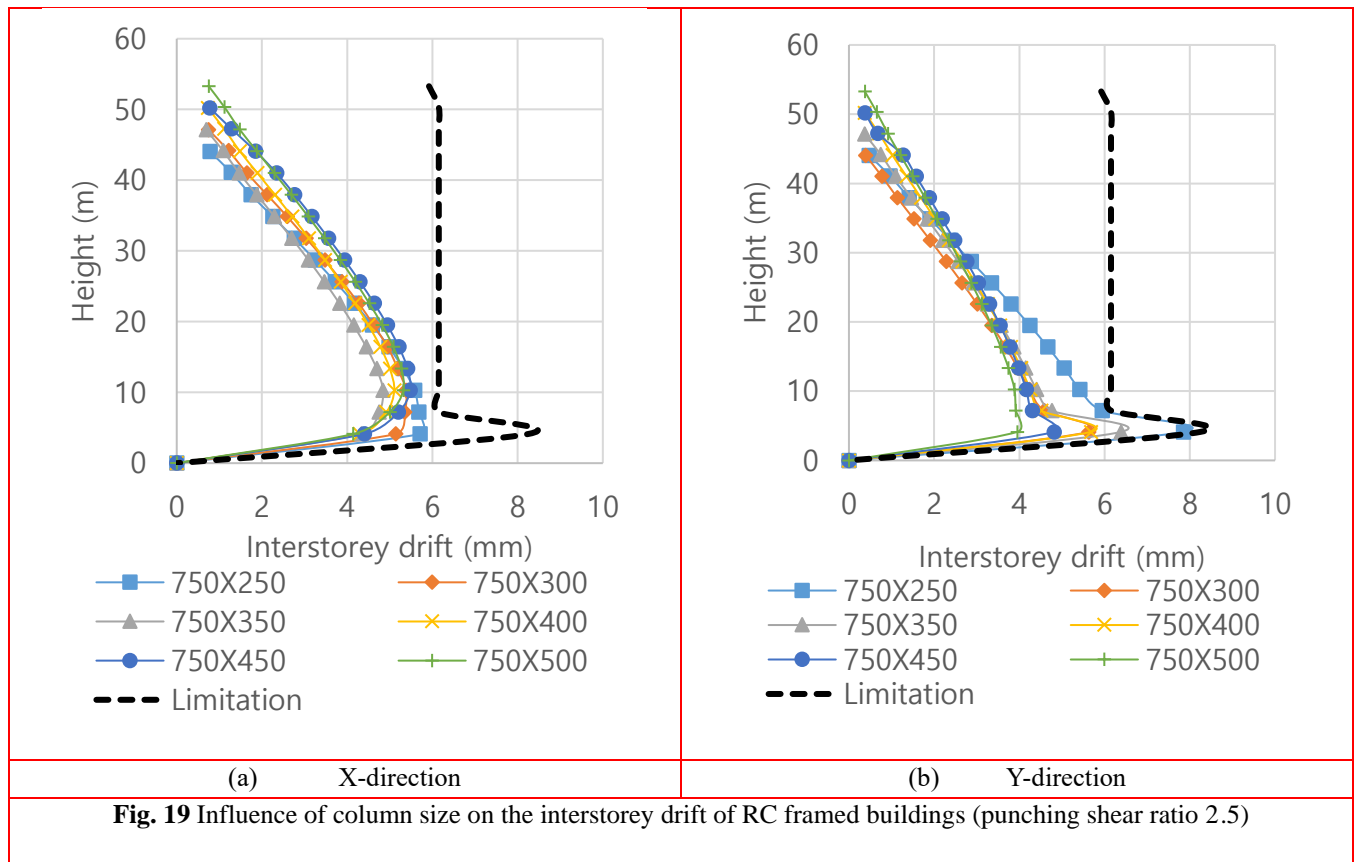 60
50
40
30
20
10
0
Height (m)
0 2 4 6 8 10
Interstorey drift (mm)
750X250 750X300
750X350 750X400
750X450 750X500
Limitation
60
50
40
30
20
10
0
Height (m)
0 2 4 6 8 10
Interstorey drift (mm)
750X250 750X300
750X350 750X400
750X450 750X500
Limitation
(a) X-direction
(b) Y-direction
Fig. 19 Influence of column size on the interstorey drift of RC framed buildings (punching shear ratio 2.5)